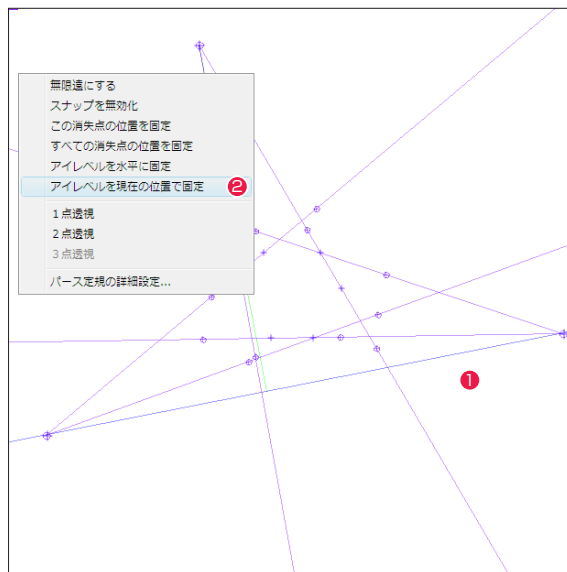 無限遠にする
スナップを無効化
この消失点の位置を固定
すべての消失点の位置を固定
アイレベルを水平に固定
アイレベルを現在の位置で固定 2
1点透視
2点透視
3点透視
パース定規の詳細設定...
1